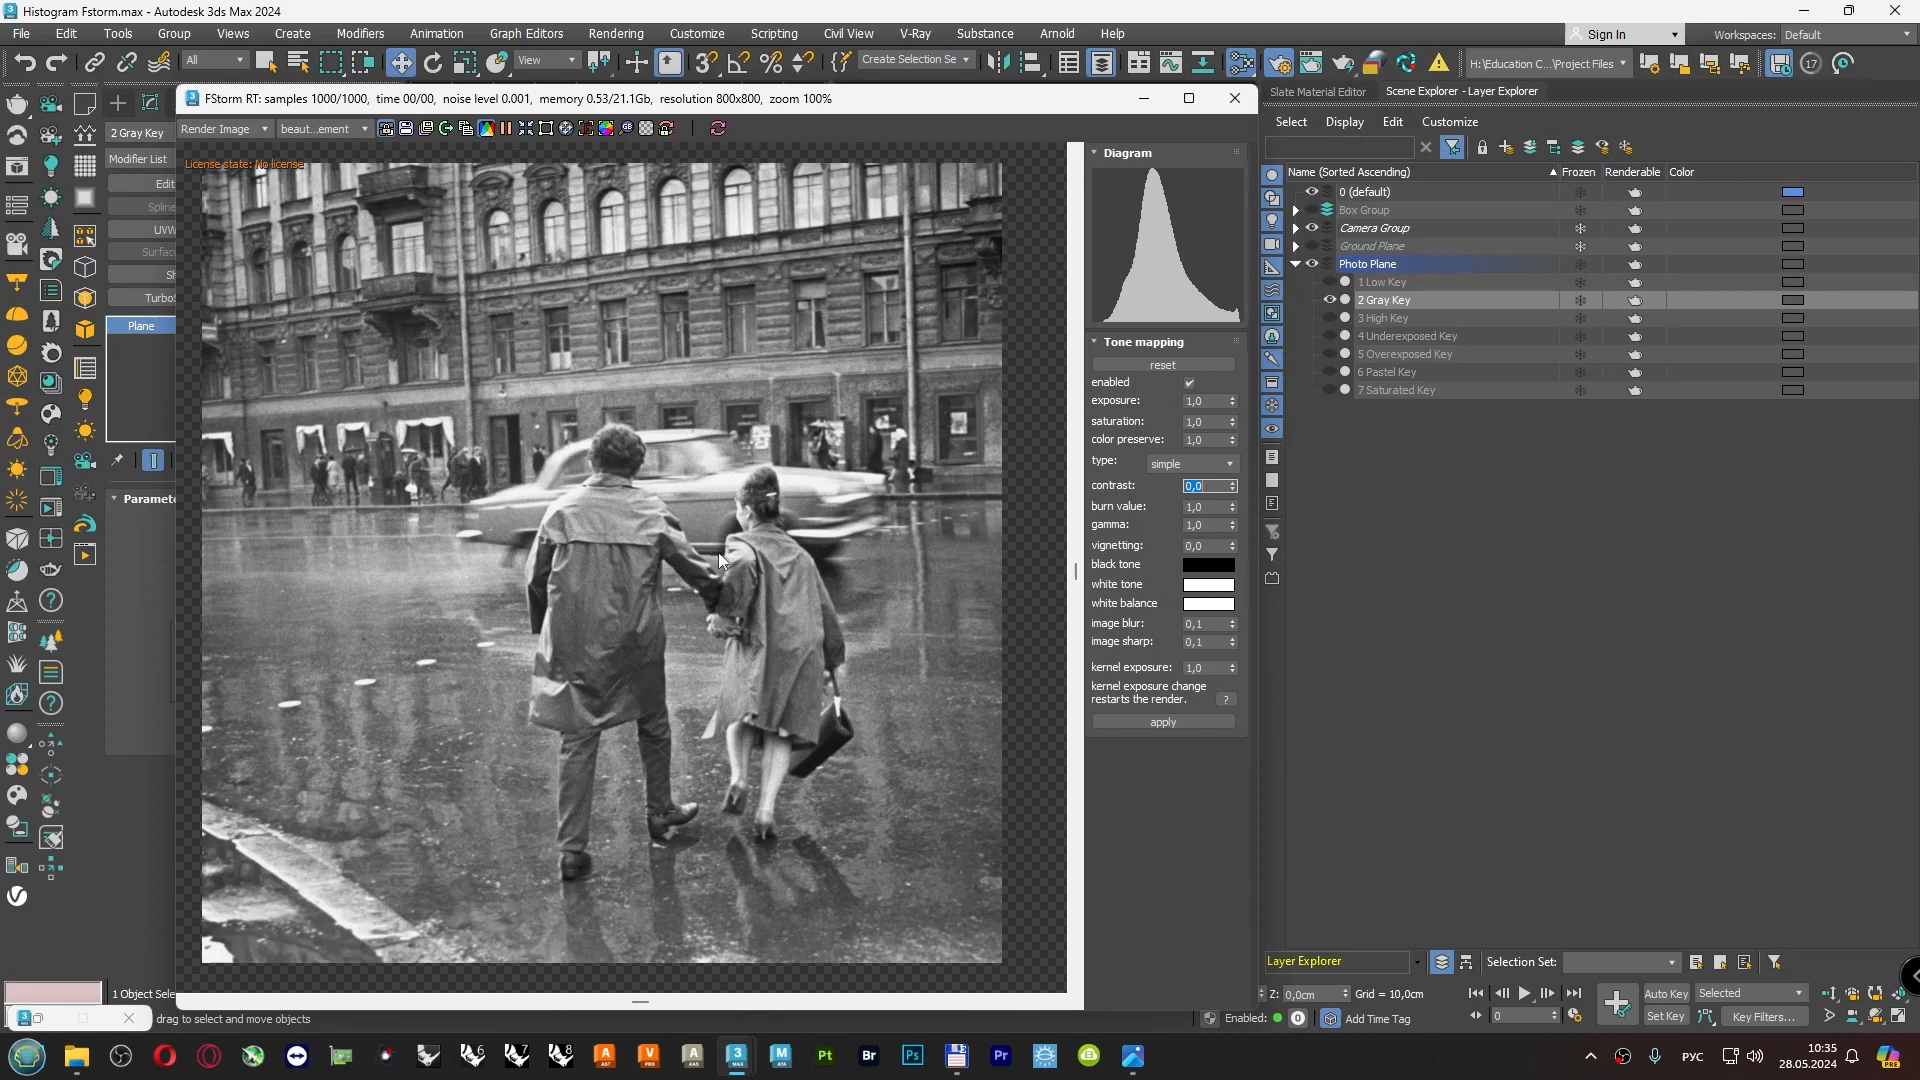 Histogram Fstorm.max - Autodesk 3ds Max 2024
File Edit Tools Group Views Create Modifiers Animation Graph Editors Rendering Customize Scripting Civil View V-Ray Substance Arnold Help
Sign In
Workspaces: Default
All
View
Create Selection Se
H:\Education C...\Project Files
FStorm RT: samples 1000/1000, time 00/00, noise level 0.001, memory 0.53/21.1Gb, resolution 800x800, zoom 100%
Render Image
beaut...ement
License state: No license
2 Gray Key
Modifier List
Edit
Spline
UVW
Surfac
Sh
Turbo
Plane
Paramete
Diagram
Tone mapping
reset
enabled
exposure: 1,0
saturation: 1,0
color preserve: 1,0
type: simple
contrast: 0,0
burn value: 1,0
gamma: 1,0
vignetting: 0,0
black tone
white tone
white balance
image blur: 0,1
image sharp: 0,1
kernel exposure: 1,0
kernel exposure change
restarts the render. ?
apply
Slate Material Editor
Scene Explorer - Layer Explorer
Select Display Edit Customize
Name (Sorted Ascending) Frozen Renderable Color
0 (default)
Box Group
Camera Group
Ground Plane
Photo Plane
1 Low Key
2 Gray Key
3 High Key
4 Underexposed Key
5 Overexposed Key
6 Pastel Key
7 Saturated Key
Layer Explorer
Selection Set:
1 Object Sele
drag to select and move objects
Z: 0,0cm
Grid = 10,0cm
Enabled: 0
Add Time Tag
0
Auto Key
Selected
Set Key
Key Filters...
17
РУС
10:35
28.05.2024